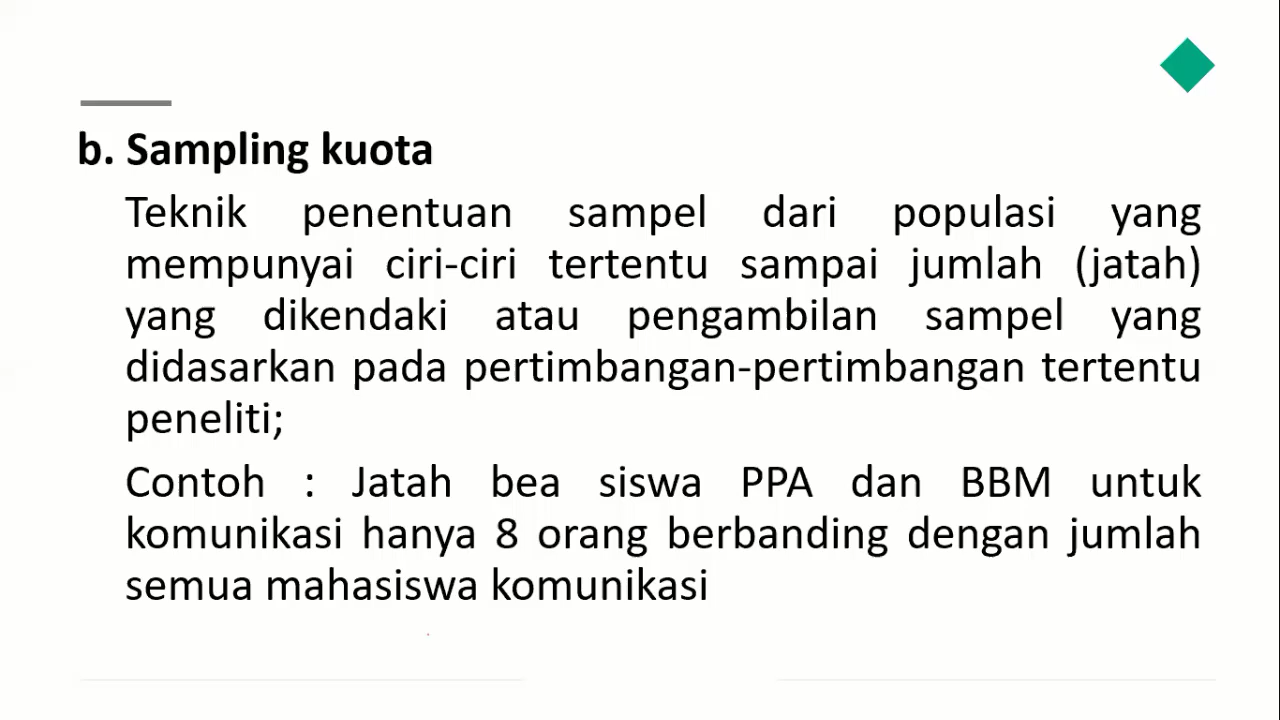 b. Sampling kuota
Teknik penentuan sampel dari populasi yang
mempunyai ciri-ciri tertentu sampai jumlah (jatah)
yang dikendaki atau pengambilan sampel yang
didasarkan pada pertimbangan-pertimbangan tertentu
peneliti;
Contoh : Jatah bea siswa PPA dan BBM untuk
komunikasi hanya 8 orang berbanding dengan jumlah
semua mahasiswa komunikasi